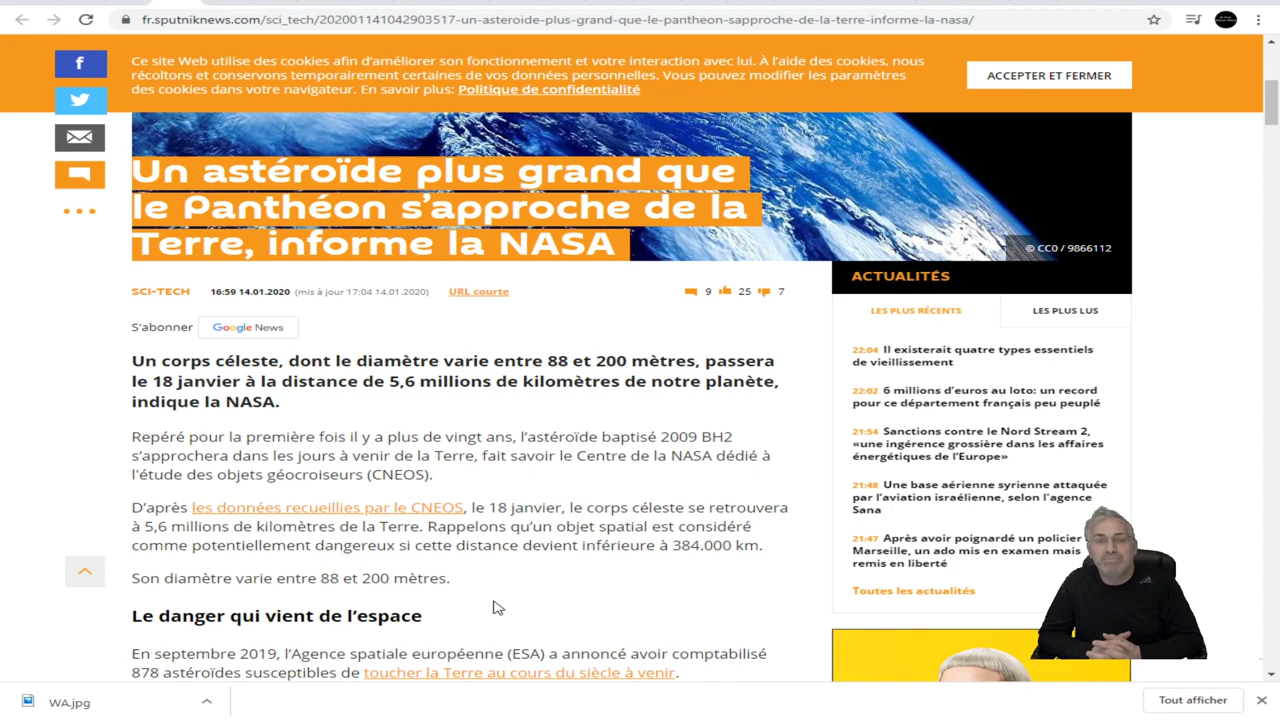 fr.sputniknews.com/sci_tech/202001141042903517-un-asteroide-plus-grand-que-le-pantheon-sapproche-de-la-terre-informe-la-nasa/
Ce site Web utilise des cookies afin d'améliorer son fonctionnement et votre interaction avec lui. À l'aide des cookies, nous
récoltons et conservons temporairement certaines de vos données personnelles. Vous pouvez modifier les paramètres
des cookies dans votre navigateur. En savoir plus: Politique de confidentialité
ACCEPTER ET FERMER
Un astéroïde plus grand que
le Panthéon s'approche de la
Terre, informe la NASA
© CC0 / 9866112
SCI-TECH 16:59 14.01.2020 (mis à jour 17:04 14.01.2020) URL courte 9 25 7
S'abonner Google News
Un corps céleste, dont le diamètre varie entre 88 et 200 mètres, passera
le 18 janvier à la distance de 5,6 millions de kilomètres de notre planète,
indique la NASA.
Repéré pour la première fois il y a plus de vingt ans, l'astéroïde baptisé 2009 BH2
s'approchera dans les jours à venir de la Terre, fait savoir le Centre de la NASA dédié à
l'étude des objets géocroiseurs (CNEOS).
D'après les données recueillies par le CNEOS, le 18 janvier, le corps céleste se retrouvera
à 5,6 millions de kilomètres de la Terre. Rappelons qu'un objet spatial est considéré
comme potentiellement dangereux si cette distance devient inférieure à 384.000 km.
Son diamètre varie entre 88 et 200 mètres.
Le danger qui vient de l'espace
En septembre 2019, l'Agence spatiale européenne (ESA) a annoncé avoir comptabilisé
878 astéroïdes susceptibles de toucher la Terre au cours du siècle à venir.
ACTUALITÉS
LES PLUS RÉCENTS LES PLUS LUS
22:04 Il existerait quatre types essentiels
de vieillissement
22:02 6 millions d'euros au loto: un record
pour ce département français peu peuplé
21:54 Sanctions contre le Nord Stream 2,
«une ingérence grossière dans les affaires
énergétiques de l'Europe»
21:48 Une base aérienne syrienne attaquée
par l'aviation israélienne, selon l'agence
Sana
21:47 Après avoir poignardé un policier
Marseille, un ado mis en examen mais
remis en liberté
Toutes les actualités
WA.jpg
Tout afficher